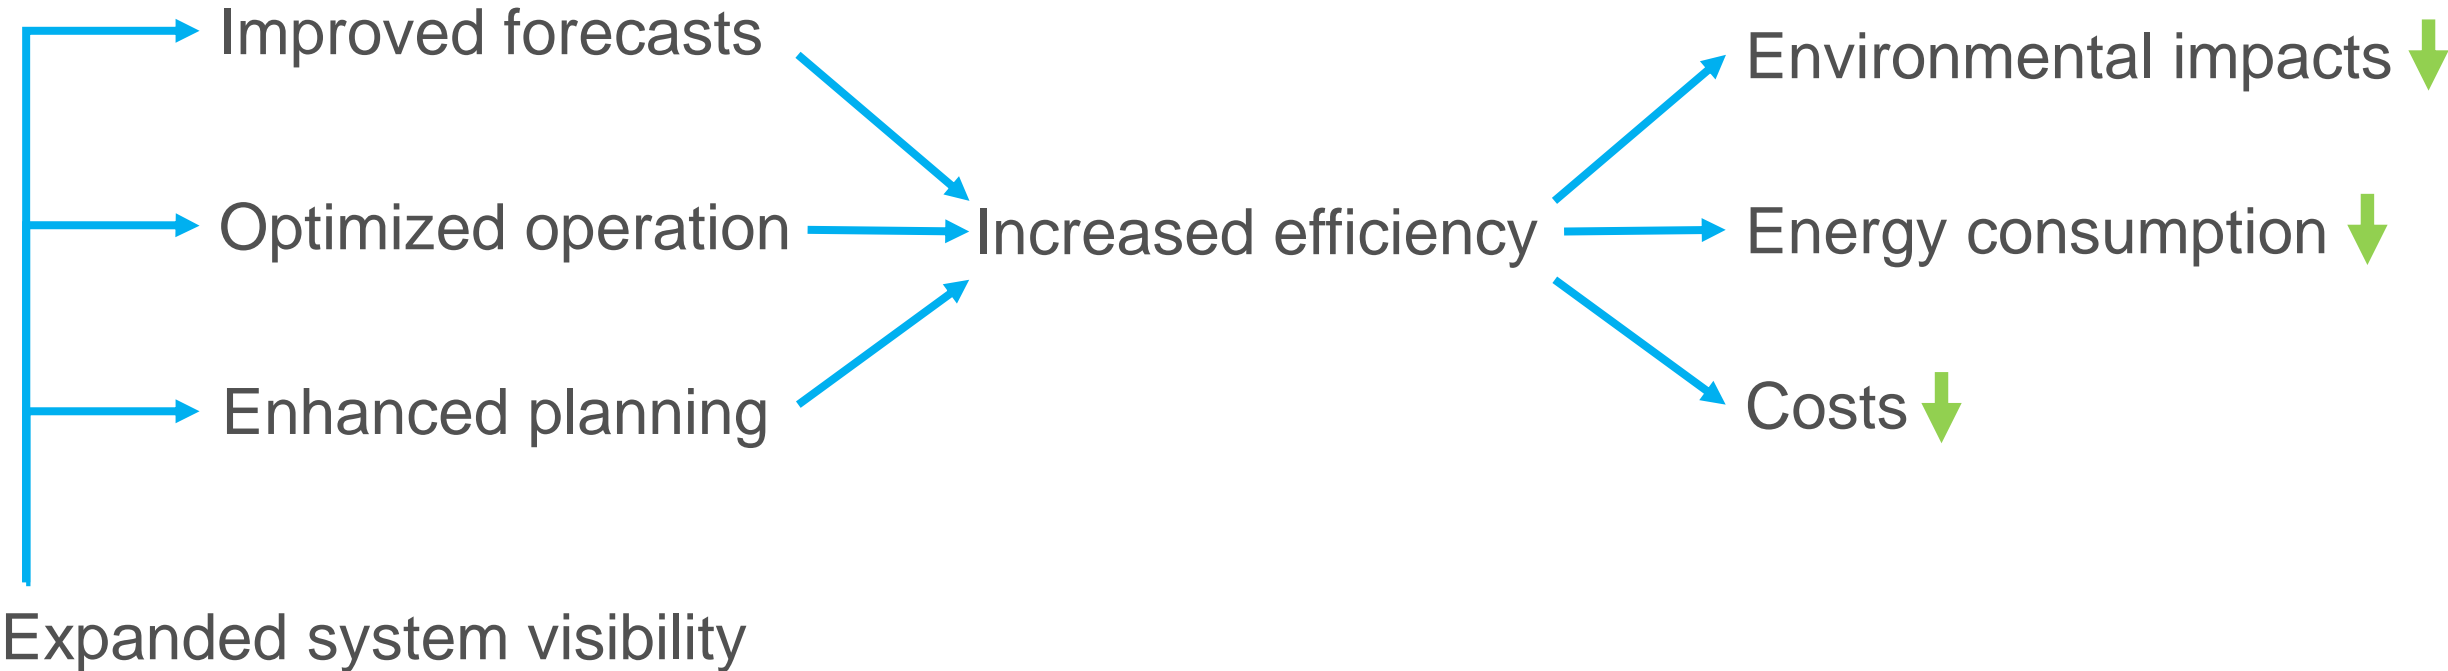 Improved forecasts
Optimized operation
Enhanced planning
Expanded system visibility
Increased efficiency
Environmental impacts
Energy consumption
Costs